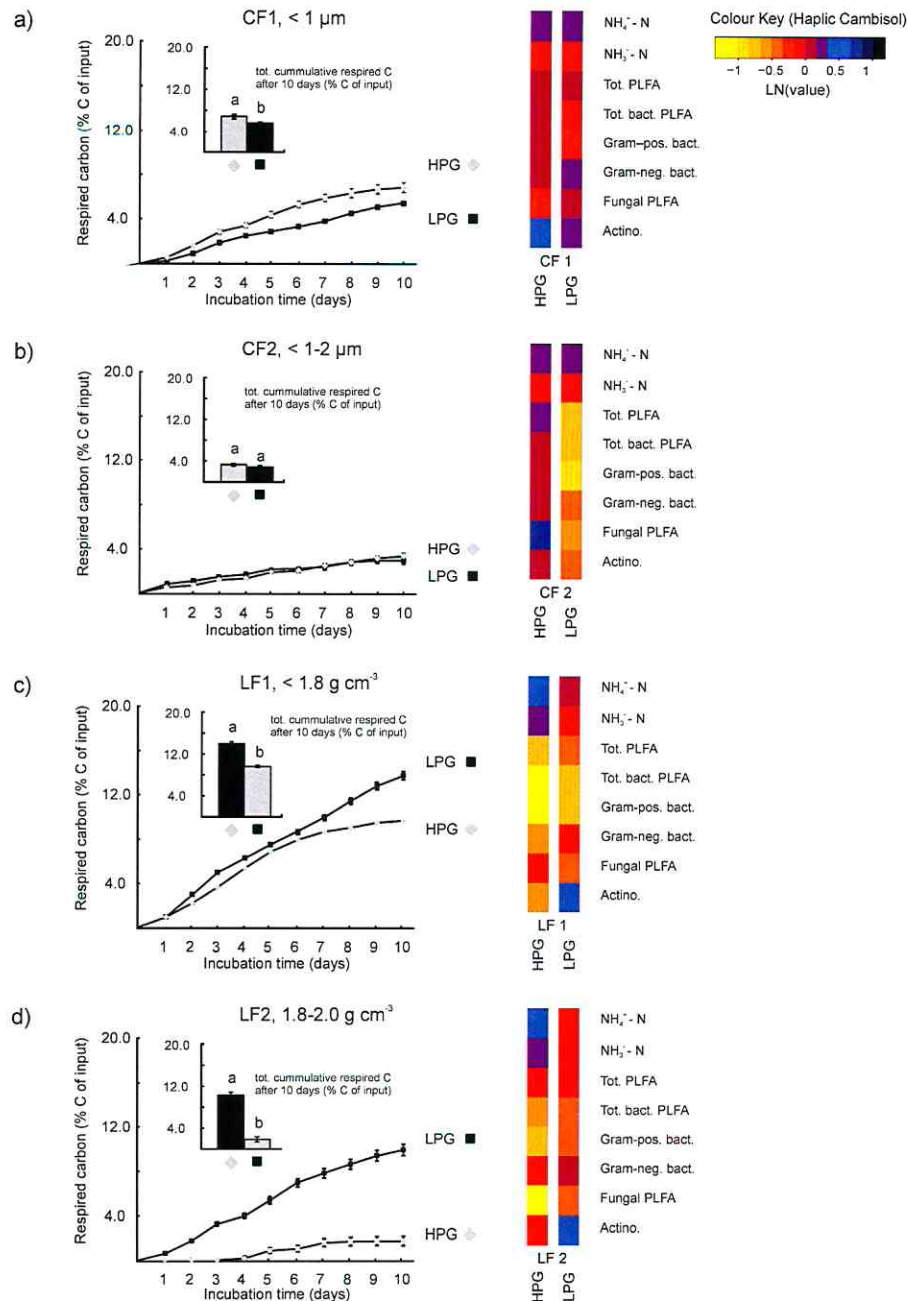 a)
CF1, < 1 µm
20.0
12.0
4.0
Respired carbon (% C of input)
20.0
12.0
4.0
tot. cummulative respired C
after 10 days (% C of input)
a b
HPG
LPG
1 2 3 4 5 6 7 8 9 10
Incubation time (days)
NH₄⁻- N
NH₃⁻- N
Tot. PLFA
Tot. bact. PLFA
Gram–pos. bact.
Gram-neg. bact.
Fungal PLFA
Actino.
CF 1
HPG
LPG
Colour Key (Haplic Cambisol)
−1 −0.5 0 0.5 1
LN(value)
b)
CF2, < 1-2 µm
20.0
12.0
4.0
Respired carbon (% C of input)
20.0
12.0
4.0
tot. cummulative respired C
after 10 days (% C of input)
a a
HPG
LPG
1 2 3 4 5 6 7 8 9 10
Incubation time (days)
NH₄⁻- N
NH₃⁻- N
Tot. PLFA
Tot. bact. PLFA
Gram-pos. bact.
Gram-neg. bact.
Fungal PLFA
Actino.
CF 2
HPG
LPG
c)
LF1, < 1.8 g cm⁻³
20.0
12.0
4.0
Respired carbon (% C of input)
20.0
12.0
4.0
tot. cummulative respired C
after 10 days (% C of input)
a b
LPG
HPG
1 2 3 4 5 6 7 8 9 10
Incubation time (days)
NH₄⁻- N
NH₃⁻- N
Tot. PLFA
Tot. bact. PLFA
Gram-pos. bact.
Gram-neg. bact.
Fungal PLFA
Actino.
LF 1
HPG
LPG
d)
LF2, 1.8-2.0 g cm⁻³
20.0
12.0
4.0
Respired carbon (% C of input)
20.0
12.0
4.0
tot. cummulative respired C
after 10 days (% C of input)
a
b
LPG
HPG
1 2 3 4 5 6 7 8 9 10
Incubation time (days)
NH₄⁻- N
NH₃⁻- N
Tot. PLFA
Tot. bact. PLFA
Gram-pos. bact.
Gram-neg. bact.
Fungal PLFA
Actino.
LF 2
HPG
LPG